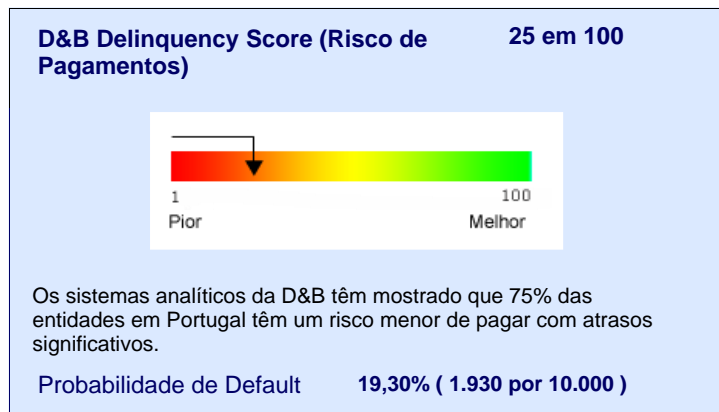 D&B Delinquency Score (Risco de 25 em 100
Pagamentos)
1 100
Pior Melhor
Os sistemas analíticos da D&B têm mostrado que 75% das
entidades em Portugal têm um risco menor de pagar com atrasos
significativos.
Probabilidade de Default 19,30% ( 1.930 por 10.000 )